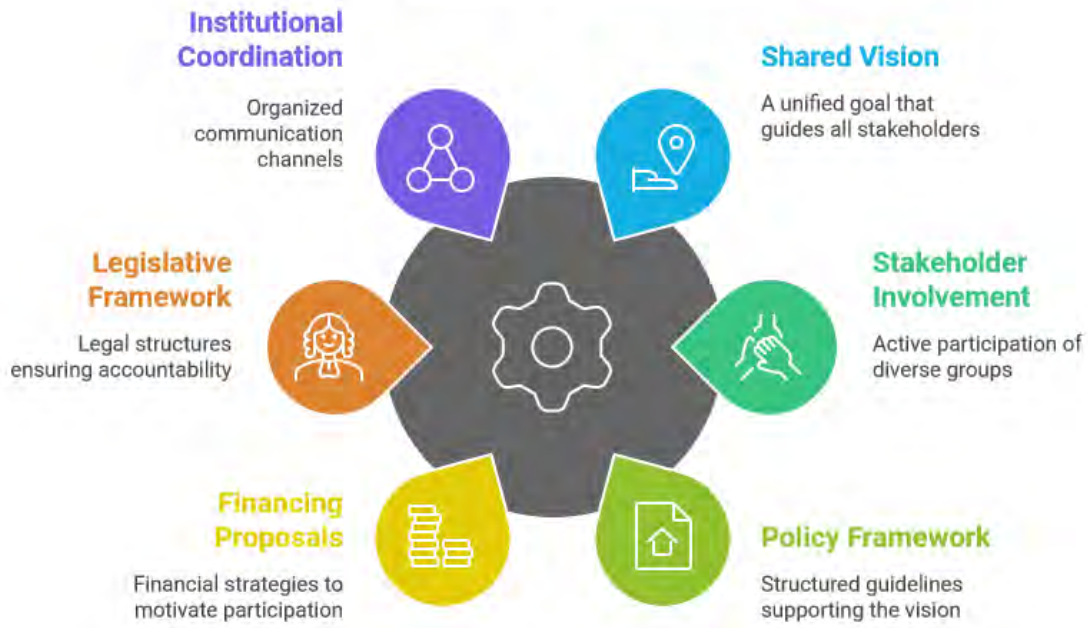 Institutional
Coordination
Organized
communication
channels
Shared Vision
A unified goal that
guides all stakeholders
Legislative
Framework
Legal structures
ensuring accountability
Stakeholder
Involvement
Active participation of
diverse groups
Financing
Proposals
Financial strategies to
motivate participation
Policy Framework
Structured guidelines
supporting the vision